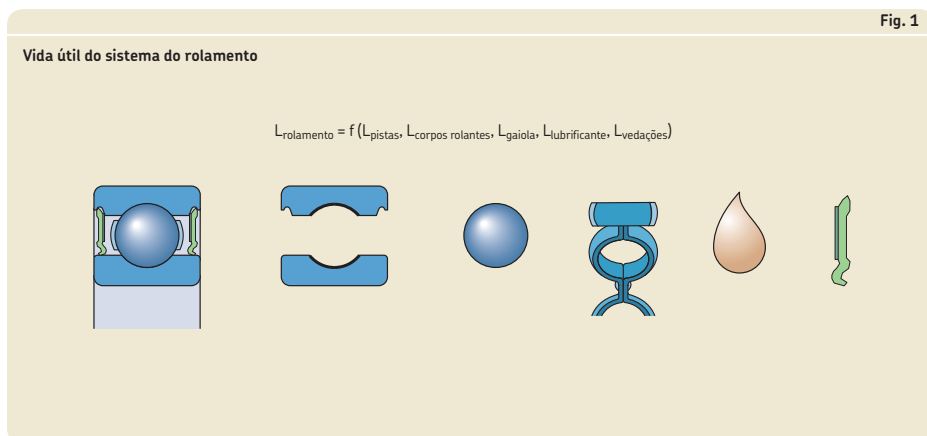 Fig. 1
Vida útil do sistema do rolamento
Lrolamento = f (Lpistas, Lcorpos rolantes, Lgaiola, Llubrificante, Lvedações)